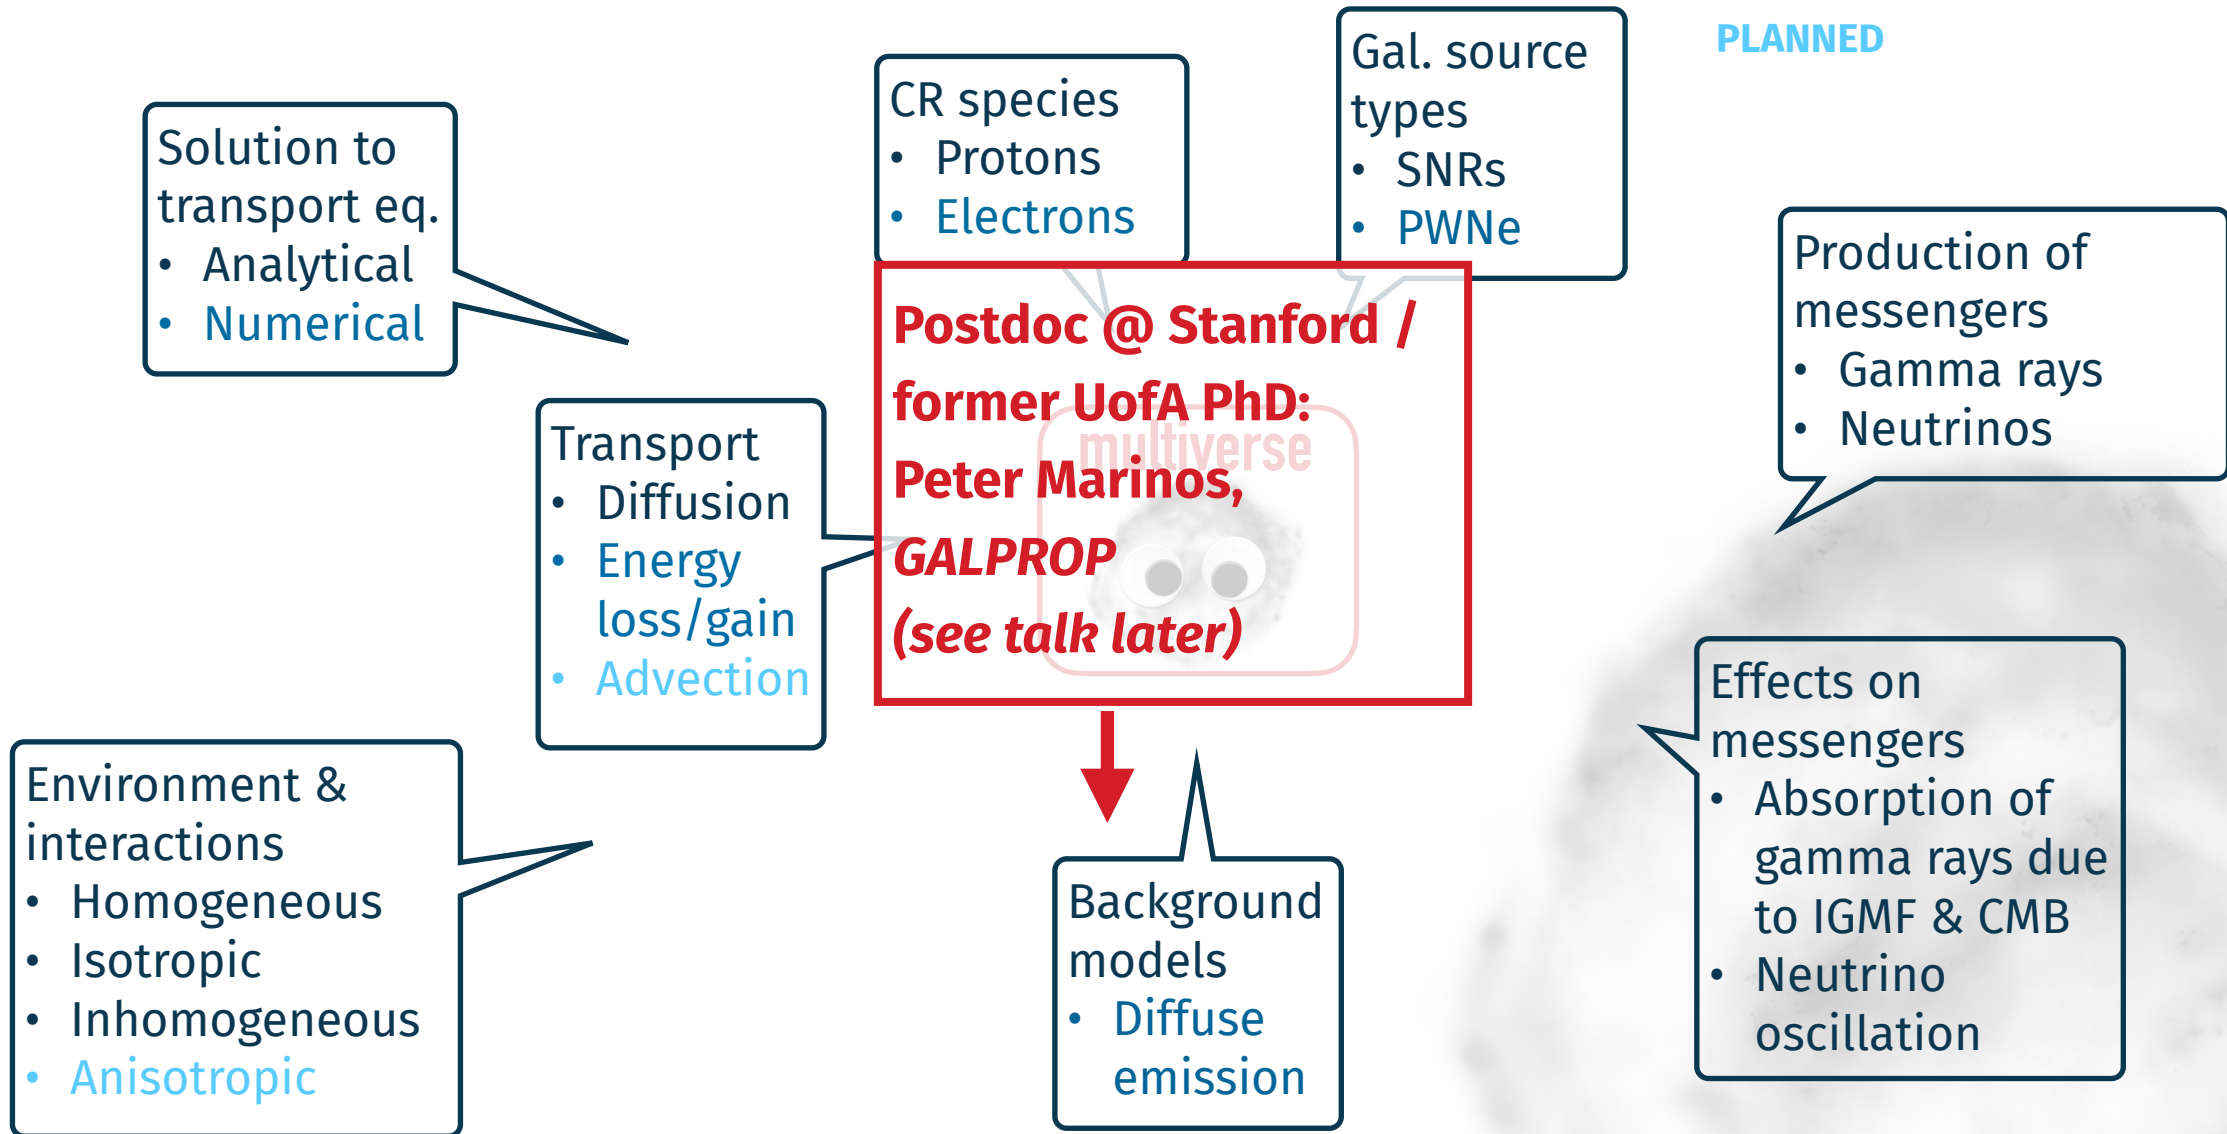 PLANNED
Solution to
transport eq.
• Analytical
• Numerical
CR species
• Protons
• Electrons
Gal. source
types
• SNRs
• PWNe
Production of
messengers
• Gamma rays
• Neutrinos
Transport
• Diffusion
• Energy
loss/gain
• Advection
Postdoc @ Stanford /
former UofA PhD:
multiverse
Peter Marinos,
GALPROP
(see talk later)
Effects on
messengers
• Absorption of
gamma rays due
to IGMF & CMB
• Neutrino
oscillation
Environment &
interactions
• Homogeneous
• Isotropic
• Inhomogeneous
• Anisotropic
Background
models
• Diffuse
emission